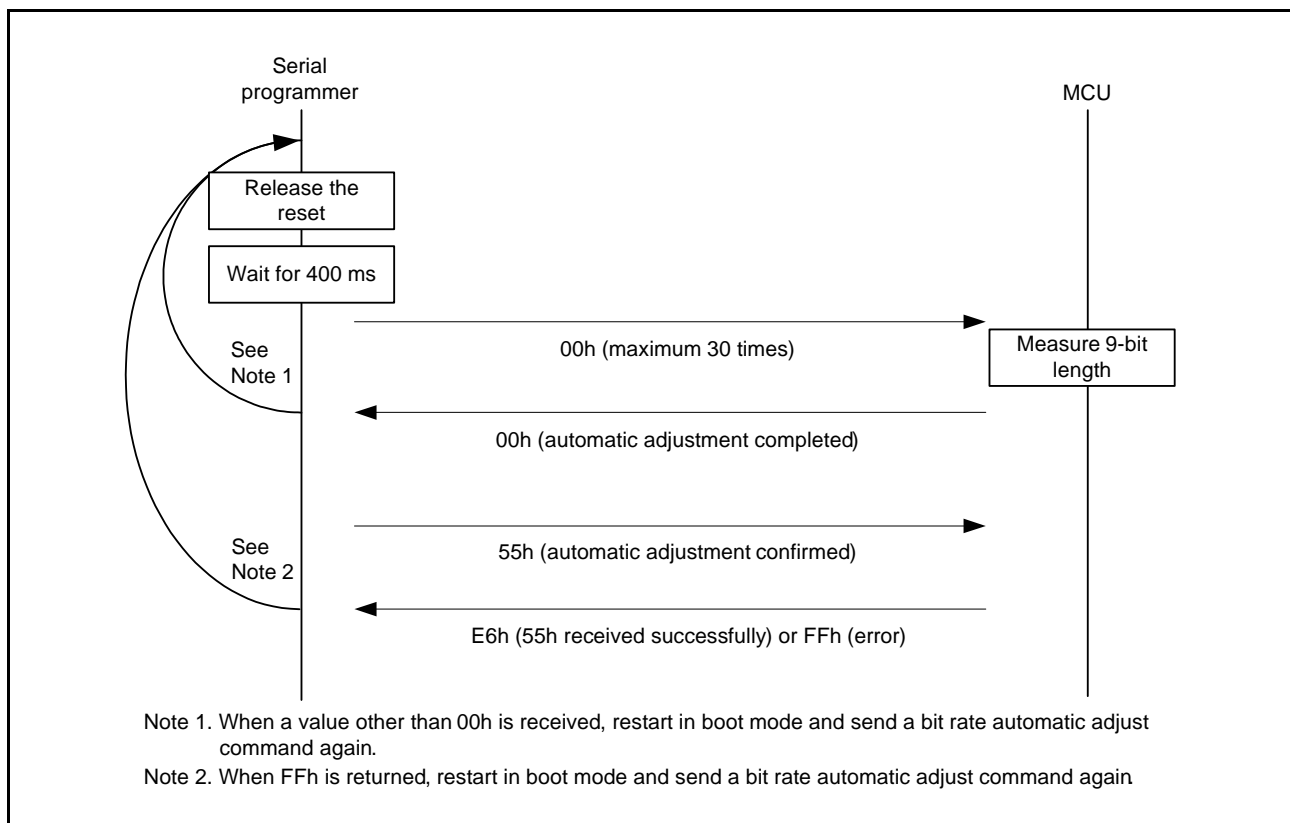 Serial
programmer
MCU
Release the
reset
Wait for 400 ms
00h (maximum 30 times)
Measure 9-bit
length
See
Note 1
00h (automatic adjustment completed)
55h (automatic adjustment confirmed)
See
Note 2
E6h (55h received successfully) or FFh (error)
Note 1. When a value other than 00h is received, restart in boot mode and send a bit rate automatic adjust
command again.
Note 2. When FFh is returned, restart in boot mode and send a bit rate automatic adjust command again.